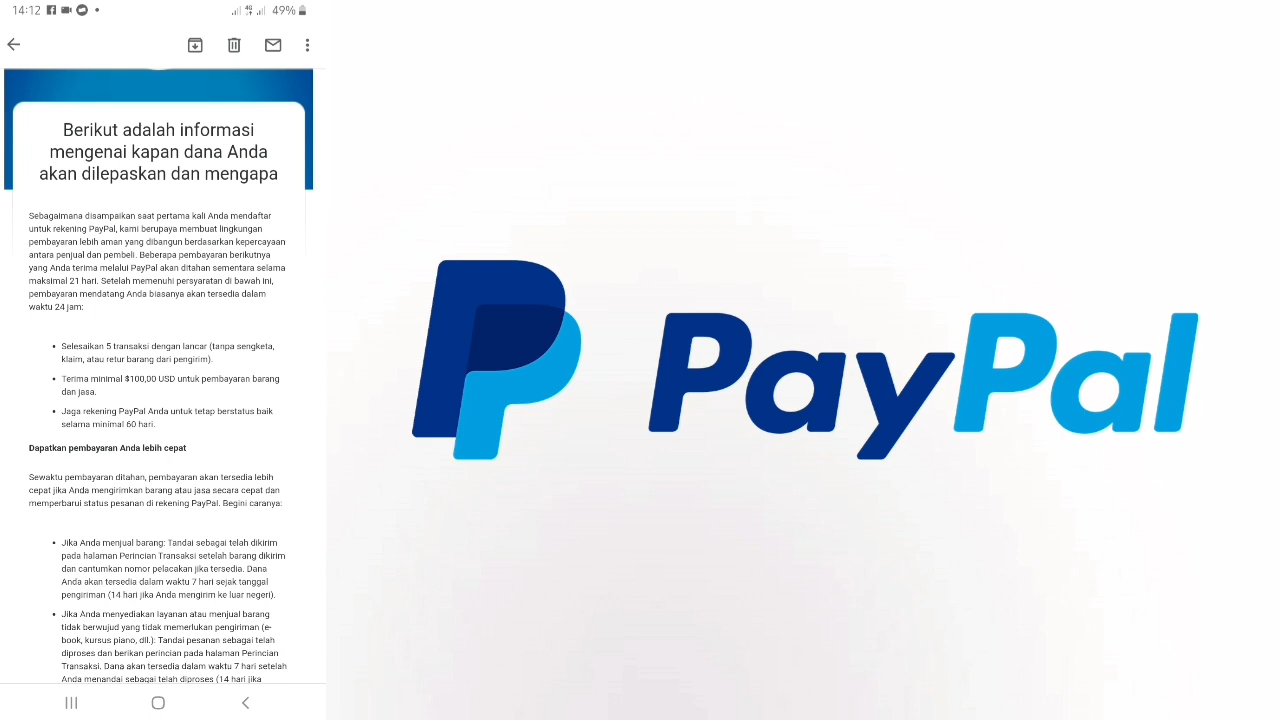 14:12
4G
49%
Berikut adalah informasi
mengenai kapan dana Anda
akan dilepaskan dan mengapa
Sebagaimana disampaikan saat pertama kali Anda mendaftar
untuk rekening PayPal, kami berupaya membuat lingkungan
pembayaran lebih aman yang dibangun berdasarkan kepercayaan
antara penjual dan pembeli. Beberapa pembayaran berikutnya
yang Anda terima melalui PayPal akan ditahan sementara selama
maksimal 21 hari. Setelah memenuhi persyaratan di bawah ini,
pembayaran mendatang Anda biasanya akan tersedia dalam
waktu 24 jam:
• Selesaikan 5 transaksi dengan lancar (tanpa sengketa,
klaim, atau retur barang dari pengirim).
• Terima minimal $100,00 USD untuk pembayaran barang
dan jasa.
• Jaga rekening PayPal Anda untuk tetap berstatus baik
selama minimal 60 hari.
Dapatkan pembayaran Anda lebih cepat
Sewaktu pembayaran ditahan, pembayaran akan tersedia lebih
cepat jika Anda mengirimkan barang atau jasa secara cepat dan
memperbarui status pesanan di rekening PayPal. Begini caranya:
• Jika Anda menjual barang: Tandai sebagai telah dikirim
pada halaman Perincian Transaksi setelah barang dikirim
dan cantumkan nomor pelacakan jika tersedia. Dana
Anda akan tersedia dalam waktu 7 hari sejak tanggal
pengiriman (14 hari jika Anda mengirim ke luar negeri).
• Jika Anda menyediakan layanan atau menjual barang
tidak berwujud yang tidak memerlukan pengiriman (e-
book, kursus piano, dll.): Tandai pesanan sebagai telah
diproses dan berikan perincian pada halaman Perincian
Transaksi. Dana akan tersedia dalam waktu 7 hari setelah
Anda menandai sebagai telah diproses (14 hari jika
PayPal